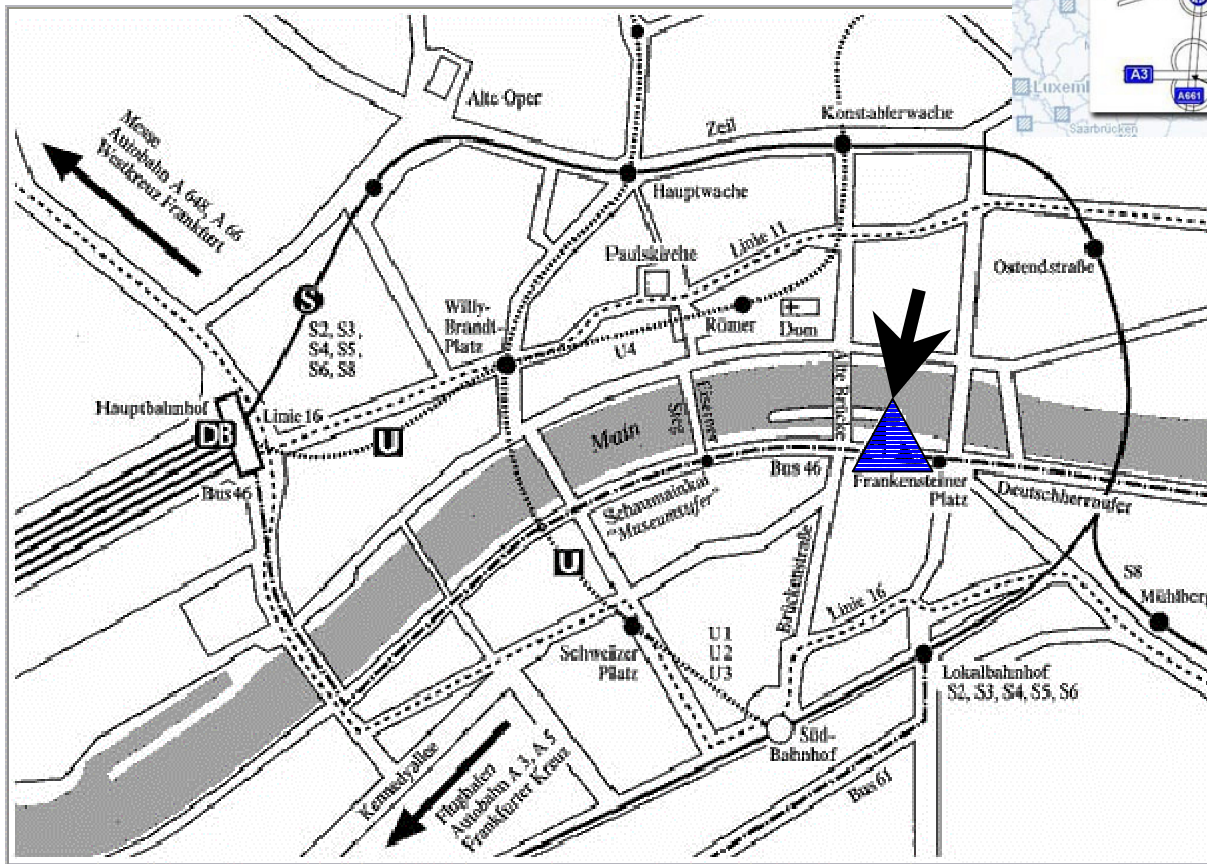 A3
A661
Luxeml
Saarbrücken
Alte Oper
Konstablerwache
Zeil
Messe
Autobahn A 648, A 66
Westkreuz Frankfurt
Hauptwache
Linie 11
Paulskirche
Ostendstraße
S
S2, S3,
S4, S5,
S6, S8
Willy-
Brandt-
Platz
Römer
Dom
U4
Hauptbahnhof
DB
Linie 16
U
Main
Eiserner
Steg
Alte Brücke
Bus 46
Bus 46
Frankensteiner
Platz
Deutschherrnufer
Schaumainkai
"Museumsufer"
U
Brückenstraße
Linie 16
S8
Mühlberg
Schweizer
Platz
U1
U2
U3
Lokalbahnhof
S2, S3, S4, S5, S6
Süd-
Bahnhof
Kennedyallee
Flughafen
Autobahn A 3, A 5
Frankfurter Kreuz
Bus 61